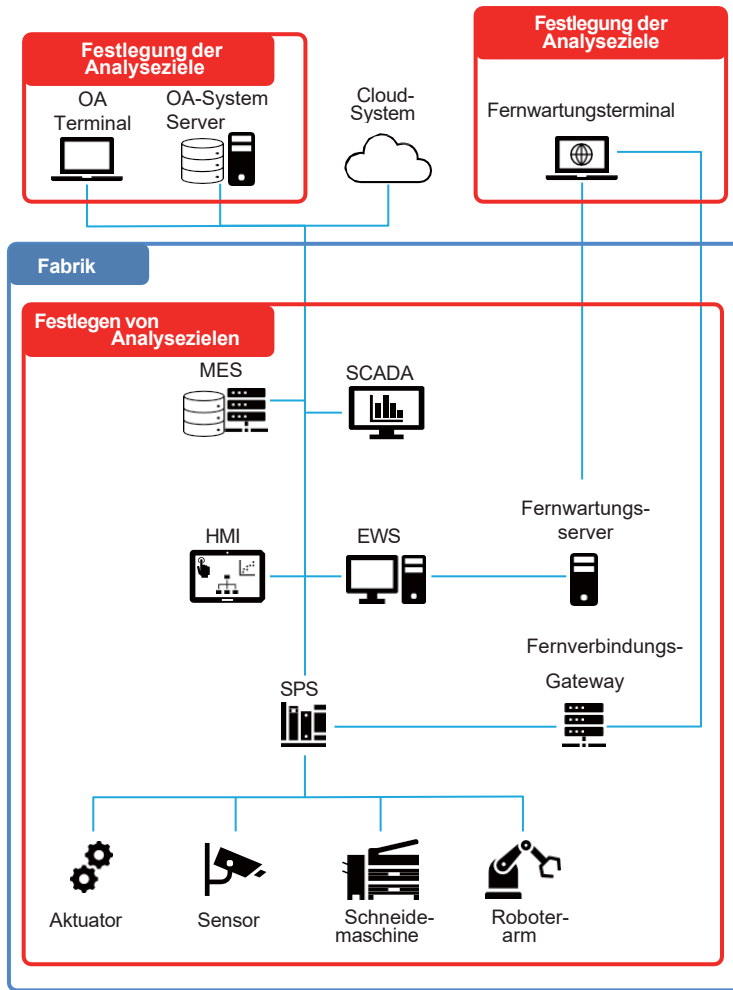 Festlegung der
Analyseziele
OA
Terminal
OA-System
Server
Cloud-
System
Festlegung der
Analyseziele
Fernwartungsterminal
Fabrik
Festlegen von
Analysezielen
MES
SCADA
HMI
EWS
Fernwartungs-
server
Fernverbindungs-
Gateway
SPS
Aktuator
Sensor
Schneide-
maschine
Roboter-
arm